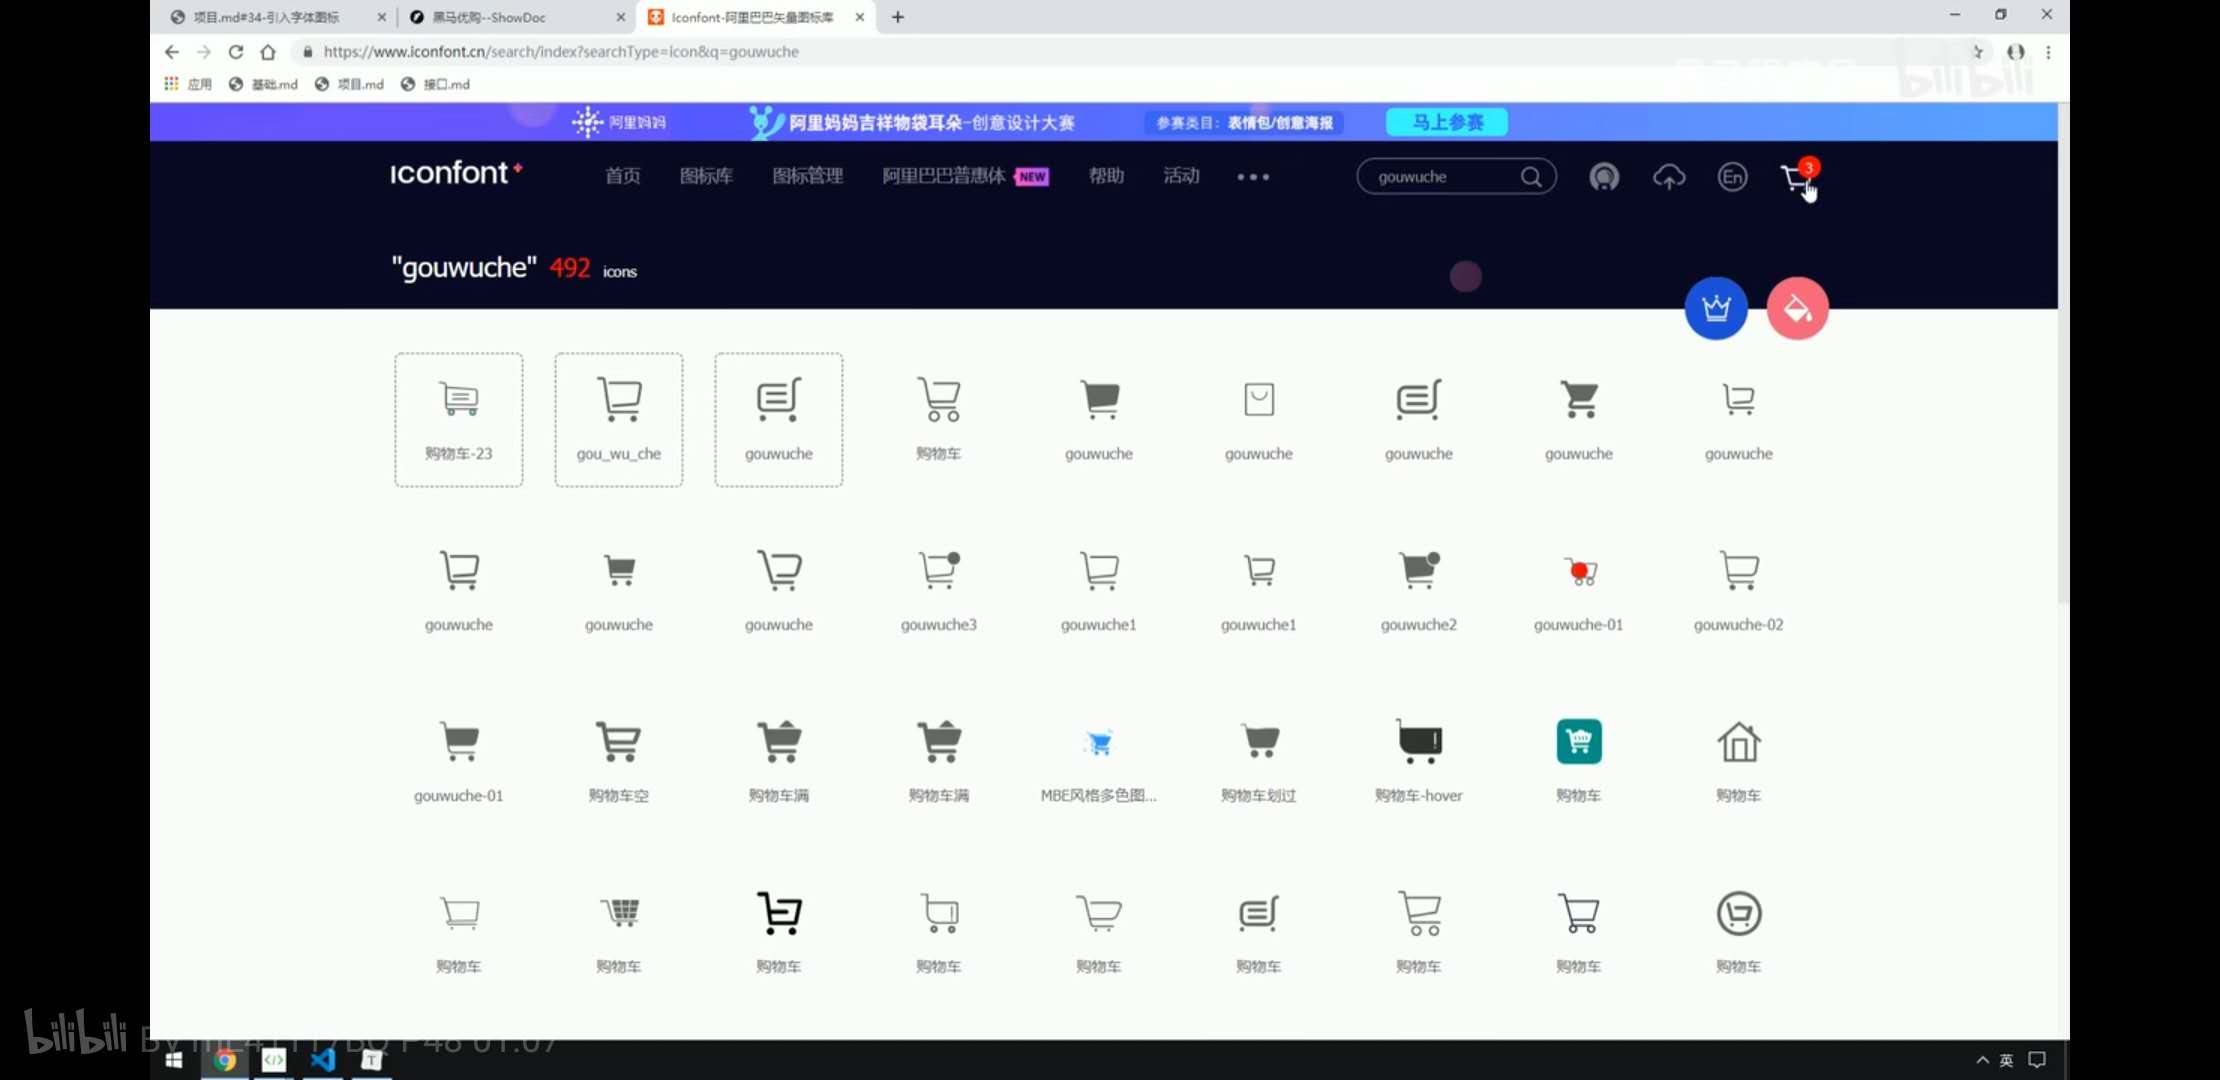 项目.md#34-引入字体图标
黑马优购--ShowDoc
Iconfont-阿里巴巴矢量图标库
https://www.iconfont.cn/search/index?searchType=icon&q=gouwuche
应用
基础.md
项目.md
接口.md
bilibili
阿里妈妈
阿里妈妈吉祥物袋耳朵-创意设计大赛
参赛类目：表情包/创意海报
马上参赛
iconfont+
首页
图标库
图标管理
阿里巴巴普惠体 NEW
帮助
活动
gouwuche
En
3
"gouwuche" 492 icons
购物车-23
gou_wu_che
gouwuche
购物车
gouwuche
gouwuche
gouwuche
gouwuche
gouwuche
gouwuche
gouwuche
gouwuche
gouwuche3
gouwuche1
gouwuche1
gouwuche2
gouwuche-01
gouwuche-02
gouwuche-01
购物车空
购物车满
购物车满
MBE风格多色图...
购物车划过
购物车-hover
购物车
购物车
购物车
购物车
购物车
购物车
购物车
购物车
购物车
购物车
购物车
bilibili
P48 01:07
T
英